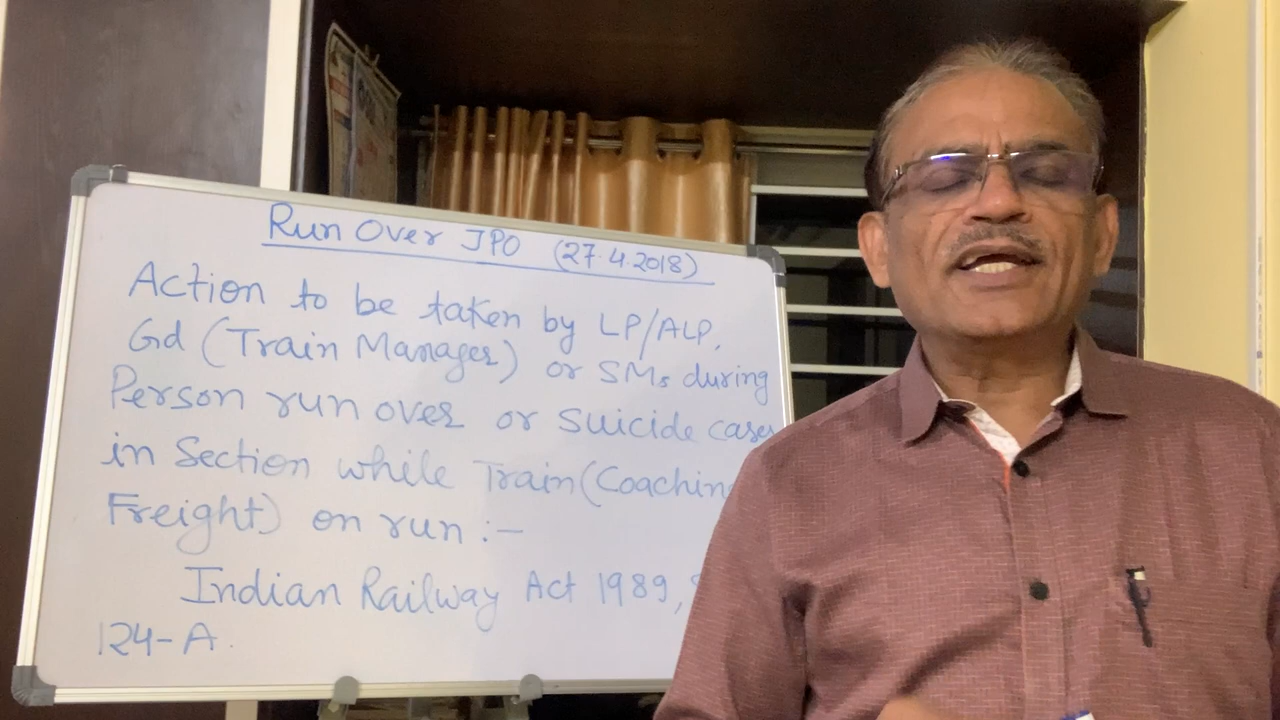 Run Over JPO (27.4.2018)
Action to be taken by LP/ALP,
Gd (Train Manager) or SMs during
Person run over or Suicide cases
in Section while Train (Coaching
Freight) on run :-
Indian Railway Act 1989,
124-A.